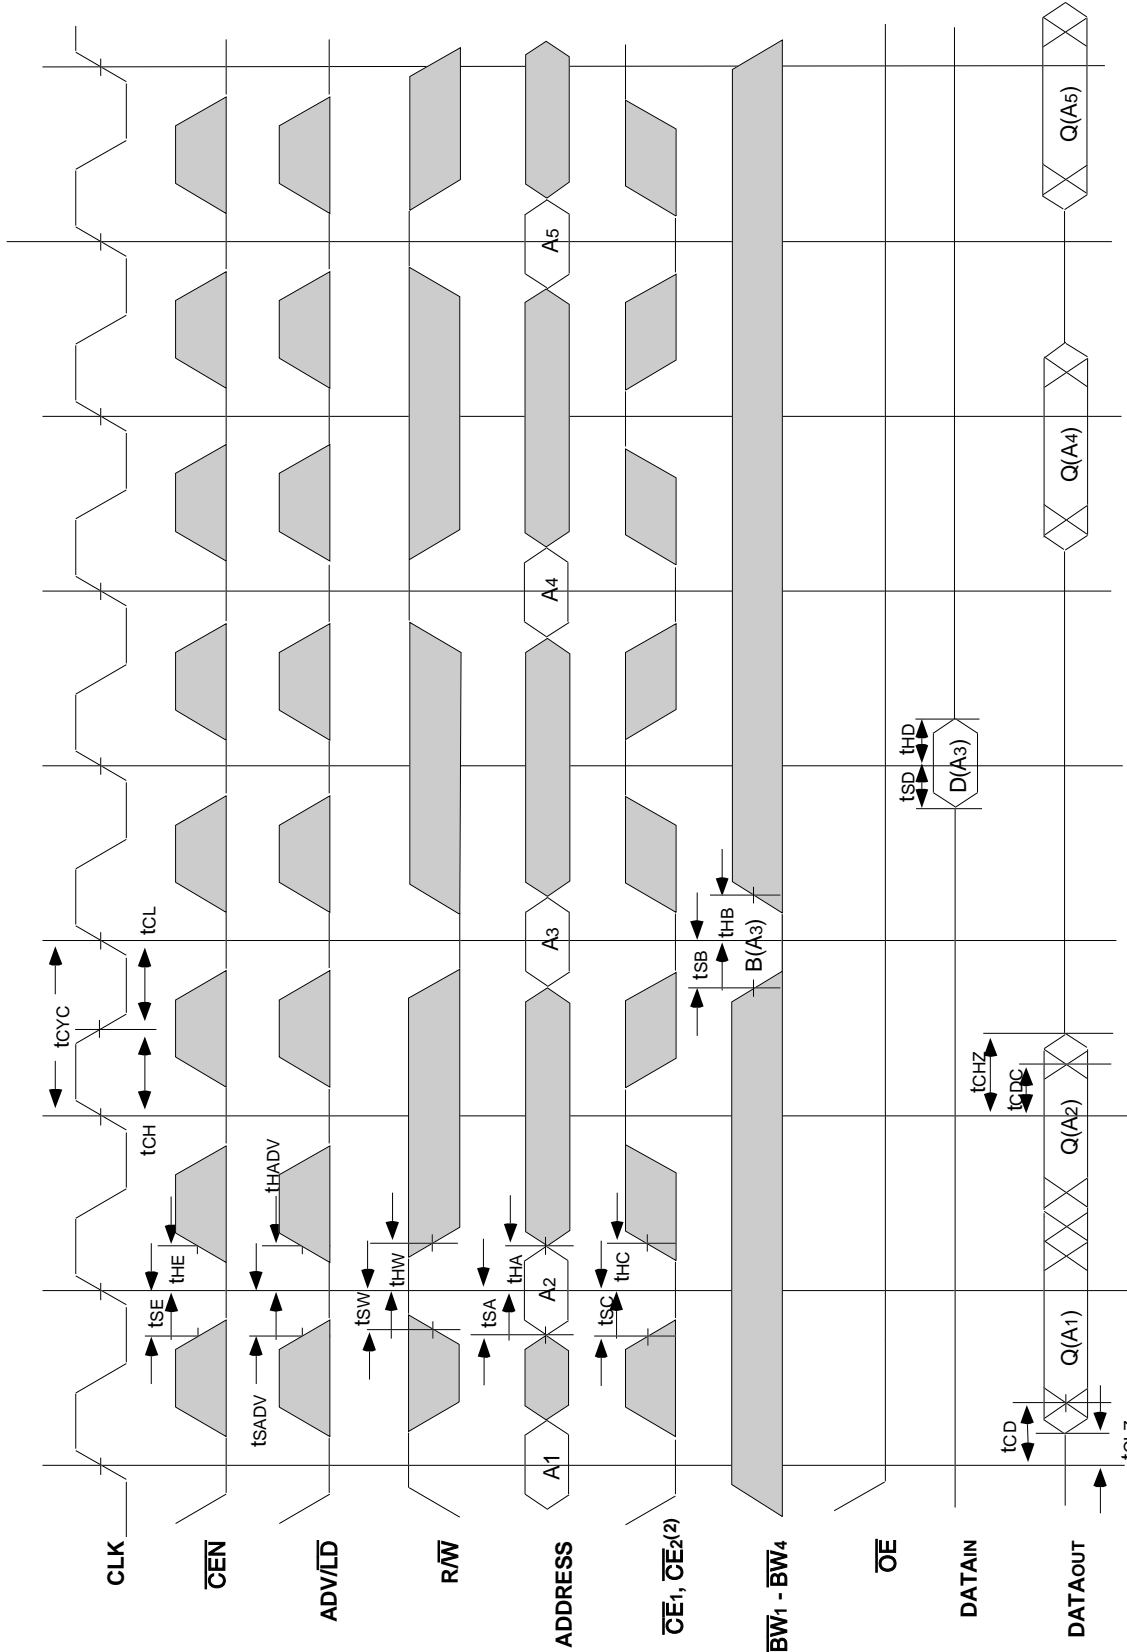 CLK
tCYC
tCH
tCL
CEN
tSE
tHE
ADV/LD
tSADV
tHADV
R/W
tSW
tHW
ADDRESS
A1
A2
A3
A4
A5
tSA
tHA
CE1, CE2(2)
tSC
tHC
BW1 - BW4
tSB
tHB
B(A3)
OE
DATAIN
tSD
tHD
D(A3)
DATAOUT
tCD
Q(A1)
tCHZ
tCDC
Q(A2)
Q(A4)
Q(A5)